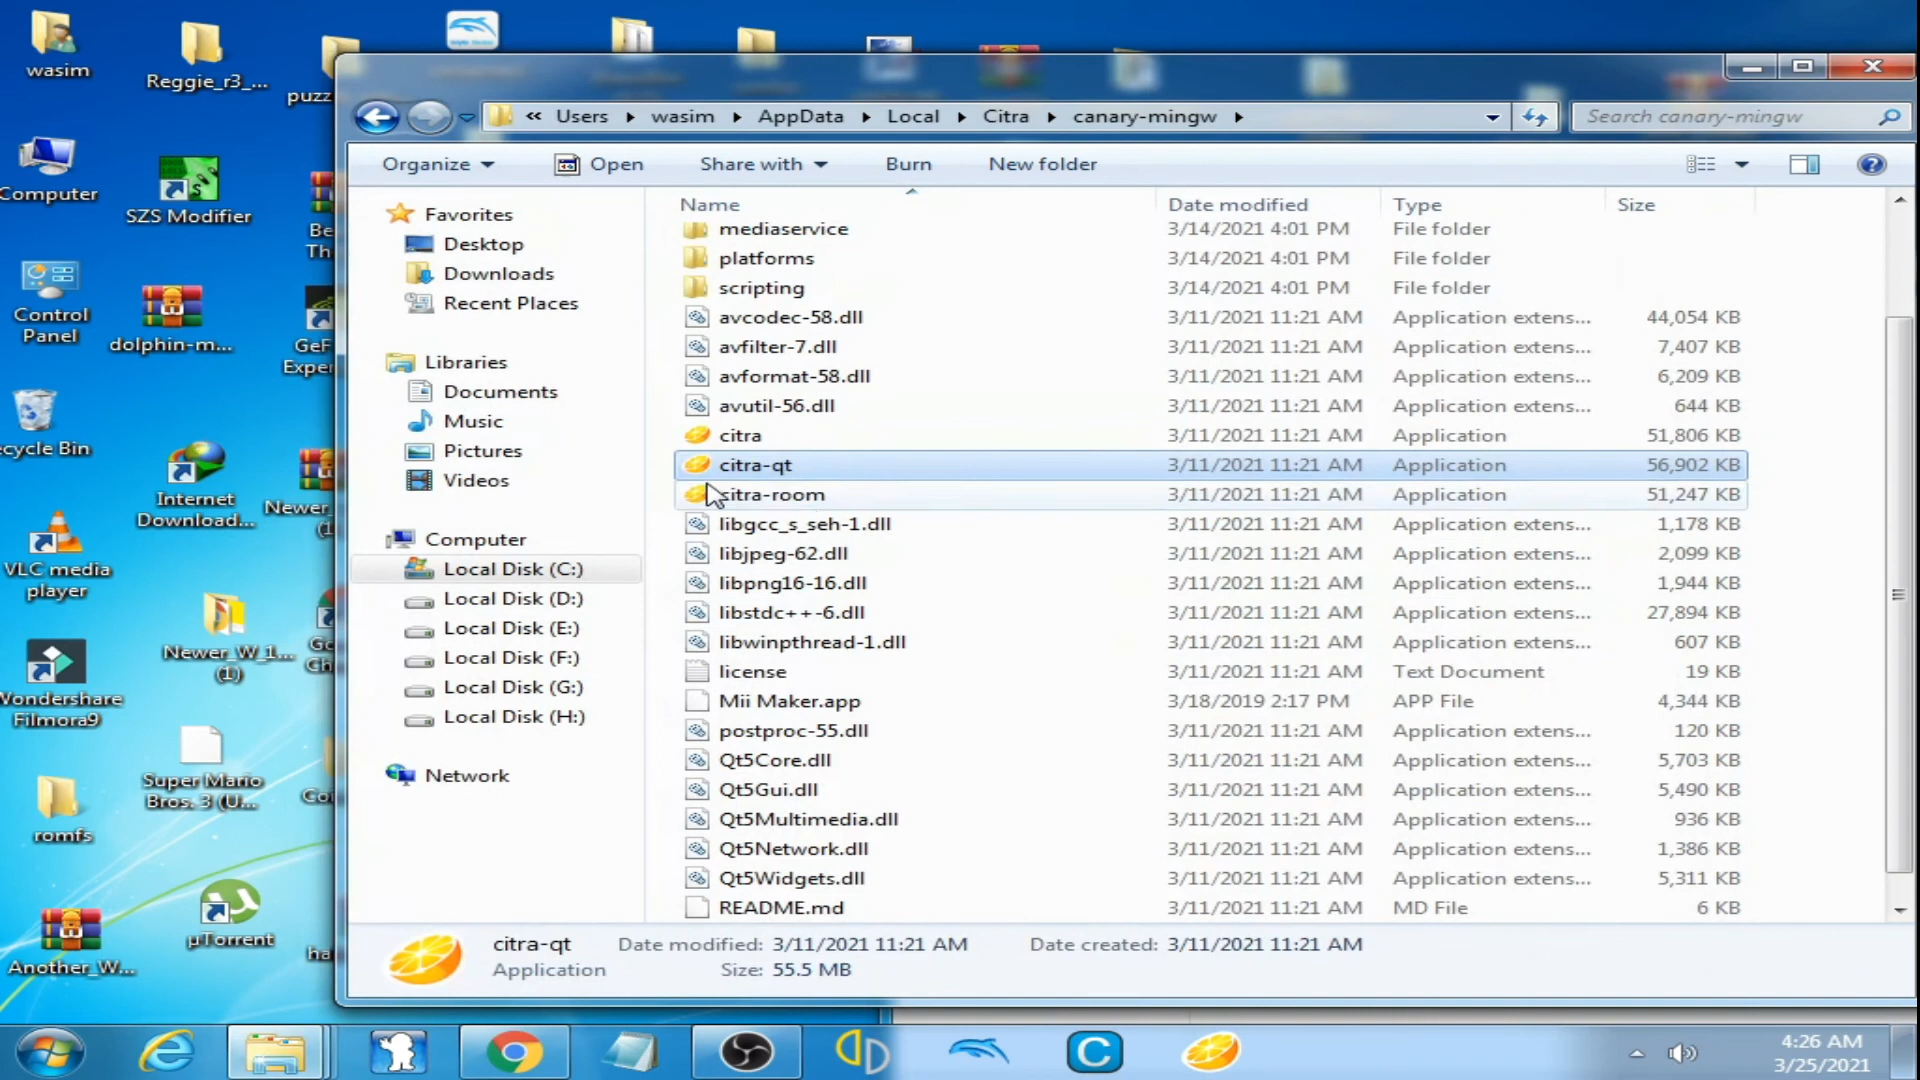 wasim
Reggie_r3_...
puzz
Computer
SZS Modifier
Be
Th
Control
Panel
dolphin-m...
GeF
Exper
ecycle Bin
Internet
Download...
Newer_
(1)
VLC media
player
Newer_W_1...
(1)
Go
Ch
Wondershare
Filmora9
Super Mario
Bros. 3 (U...
Co
romfs
µTorrent
ha
Another_W...
« Users ▸ wasim ▸ AppData ▸ Local ▸ Citra ▸ canary-mingw ▸
Search canary-mingw
Organize Open Share with Burn New folder
Favorites
Desktop
Downloads
Recent Places
Libraries
Documents
Music
Pictures
Videos
Computer
Local Disk (C:)
Local Disk (D:)
Local Disk (E:)
Local Disk (F:)
Local Disk (G:)
Local Disk (H:)
Network
Name Date modified Type Size
mediaservice 3/14/2021 4:01 PM File folder
platforms 3/14/2021 4:01 PM File folder
scripting 3/14/2021 4:01 PM File folder
avcodec-58.dll 3/11/2021 11:21 AM Application extens... 44,054 KB
avfilter-7.dll 3/11/2021 11:21 AM Application extens... 7,407 KB
avformat-58.dll 3/11/2021 11:21 AM Application extens... 6,209 KB
avutil-56.dll 3/11/2021 11:21 AM Application extens... 644 KB
citra 3/11/2021 11:21 AM Application 51,806 KB
citra-qt 3/11/2021 11:21 AM Application 56,902 KB
citra-room 3/11/2021 11:21 AM Application 51,247 KB
libgcc_s_seh-1.dll 3/11/2021 11:21 AM Application extens... 1,178 KB
libjpeg-62.dll 3/11/2021 11:21 AM Application extens... 2,099 KB
libpng16-16.dll 3/11/2021 11:21 AM Application extens... 1,944 KB
libstdc++-6.dll 3/11/2021 11:21 AM Application extens... 27,894 KB
libwinpthread-1.dll 3/11/2021 11:21 AM Application extens... 607 KB
license 3/11/2021 11:21 AM Text Document 19 KB
Mii Maker.app 3/18/2019 2:17 PM APP File 4,344 KB
postproc-55.dll 3/11/2021 11:21 AM Application extens... 120 KB
Qt5Core.dll 3/11/2021 11:21 AM Application extens... 5,703 KB
Qt5Gui.dll 3/11/2021 11:21 AM Application extens... 5,490 KB
Qt5Multimedia.dll 3/11/2021 11:21 AM Application extens... 936 KB
Qt5Network.dll 3/11/2021 11:21 AM Application extens... 1,386 KB
Qt5Widgets.dll 3/11/2021 11:21 AM Application extens... 5,311 KB
README.md 3/11/2021 11:21 AM MD File 6 KB
citra-qt Date modified: 3/11/2021 11:21 AM Date created: 3/11/2021 11:21 AM
Application Size: 55.5 MB
4:26 AM
3/25/2021